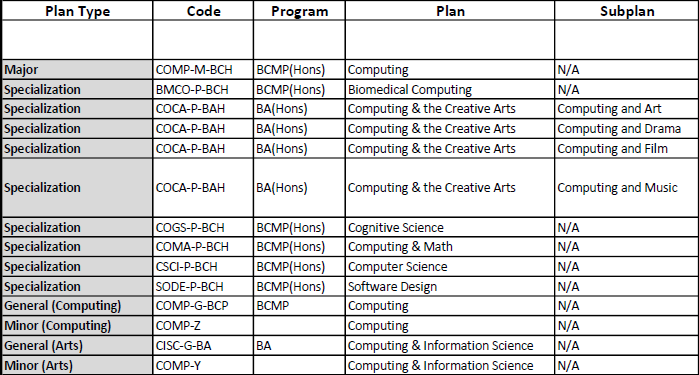 Plan Type Code Program Plan Subplan
Major COMP-M-BCH BCMP(Hons) Computing N/A
Specialization BMCO-P-BCH BCMP(Hons) Biomedical Computing N/A
Specialization COCA-P-BAH BA(Hons) Computing & the Creative Arts Computing and Art
Specialization COCA-P-BAH BA(Hons) Computing & the Creative Arts Computing and Drama
Specialization COCA-P-BAH BA(Hons) Computing & the Creative Arts Computing and Film
Specialization COCA-P-BAH BA(Hons) Computing & the Creative Arts Computing and Music
Specialization COGS-P-BCH BCMP(Hons) Cognitive Science N/A
Specialization COMA-P-BCH BCMP(Hons) Computing & Math N/A
Specialization CSCI-P-BCH BCMP(Hons) Computer Science N/A
Specialization SODE-P-BCH BCMP(Hons) Software Design N/A
General (Computing) COMP-G-BCP BCMP Computing N/A
Minor (Computing) COMP-Z Computing N/A
General (Arts) CISC-G-BA BA Computing & Information Science N/A
Minor (Arts) COMP-Y Computing & Information Science N/A